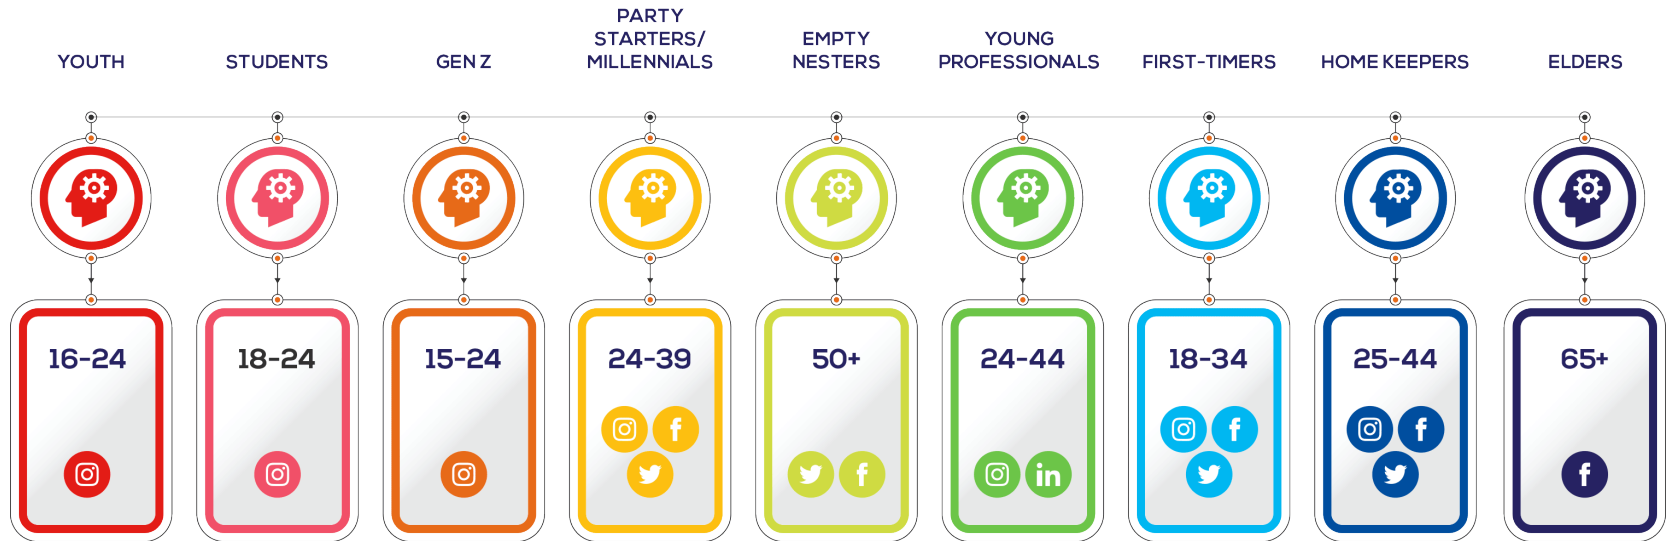 YOUTH
STUDENTS
GEN Z
PARTY
STARTERS/
MILLENNIALS
EMPTY
NESTERS
YOUNG
PROFESSIONALS
FIRST-TIMERS
HOME KEEPERS
ELDERS
16-24
18-24
15-24
24-39
50+
24-44
18-34
25-44
65+